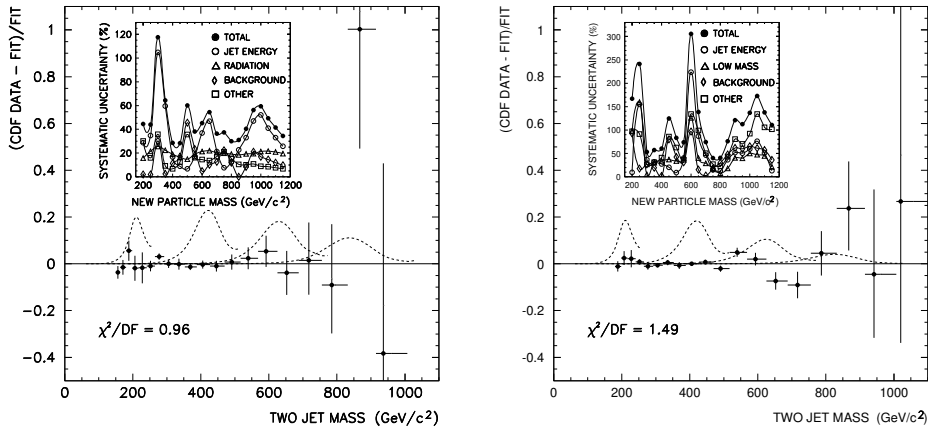 (CDF DATA - FIT)/FIT
1
0.8
0.6
0.4
0.2
0
-0.2
-0.4
SYSTEMATIC UNCERTAINTY (%)
120
100
80
60
40
20
0
TOTAL
JET ENERGY
RADIATION
BACKGROUND
OTHER
200 400 600 800 1000 1200
NEW PARTICLE MASS (GeV/c²)
χ²/DF = 0.96
0 200 400 600 800 1000
TWO JET MASS (GeV/c²)
(CDF DATA - FIT)/FIT
1
0.8
0.6
0.4
0.2
0
-0.2
-0.4
SYSTEMATIC UNCERTAINTY (%)
300
250
200
150
100
50
0
TOTAL
JET ENERGY
LOW MASS
BACKGROUND
OTHER
200 400 600 800 1000 1200
NEW PARTICLE MASS (GeV/c²)
χ²/DF = 1.49
0 200 400 600 800 1000
TWO JET MASS (GeV/c²)